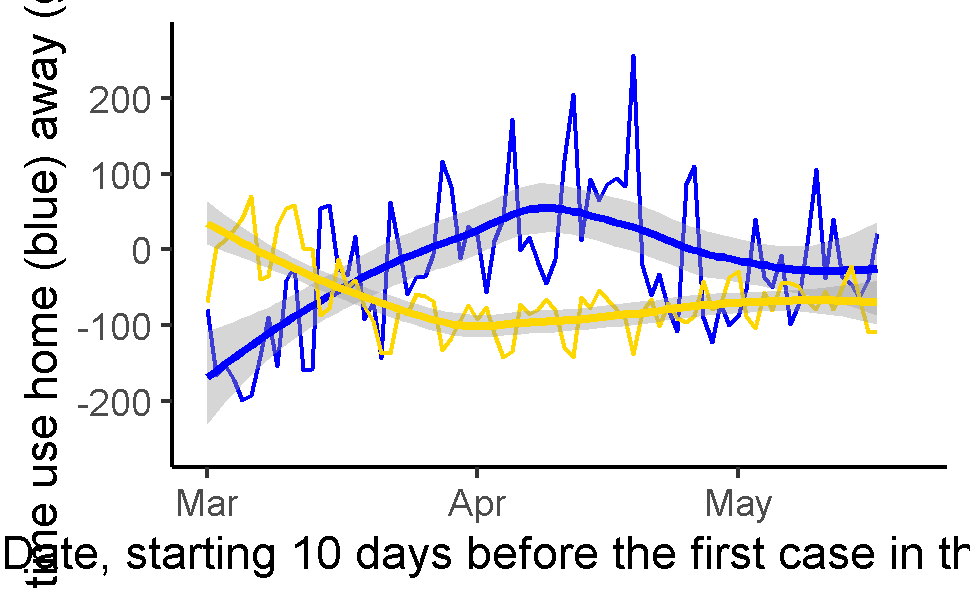 time use home (blue) away (
200
100
0
-100
-200
Mar Apr May
Date, starting 10 days before the first case in th